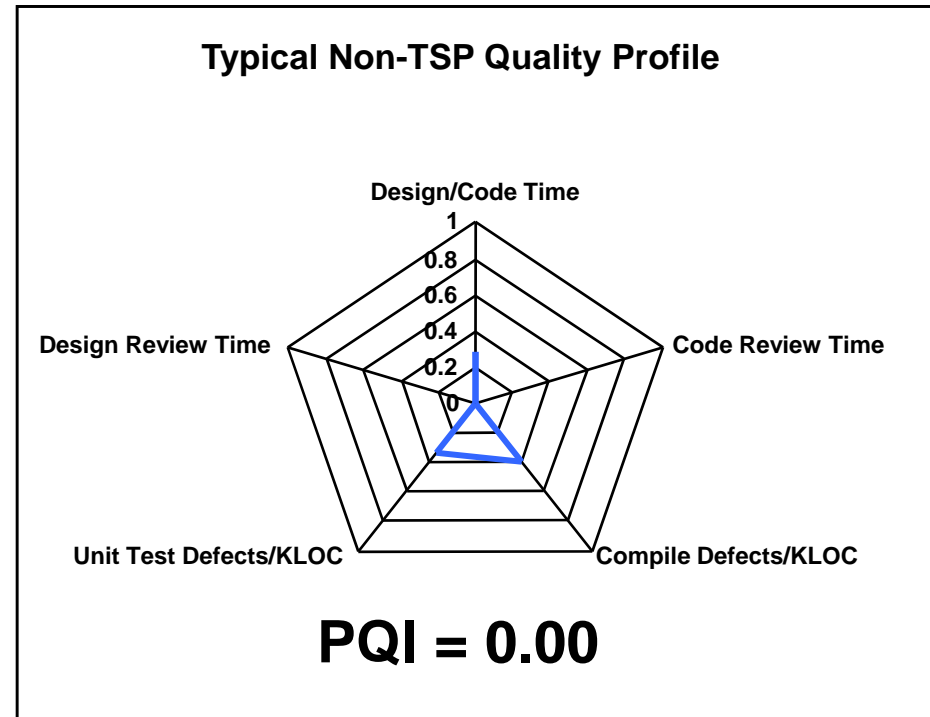 Typical Non-TSP Quality Profile
Design/Code Time
1
0.8
0.6
Design Review Time
Code Review Time
0.4
0.2
0
Unit Test Defects/KLOC
Compile Defects/KLOC
PQI = 0.00